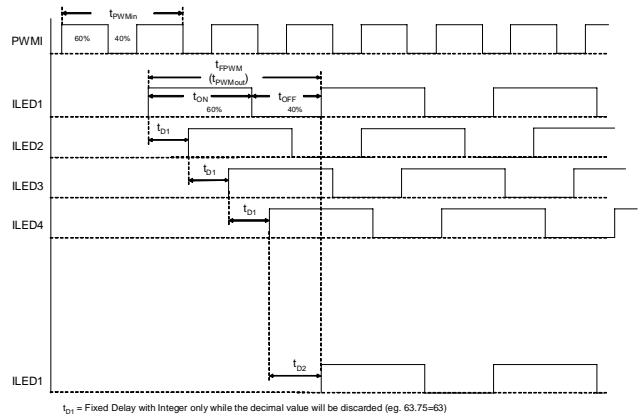 tPWMin
PWMI
60%
40%
tFPWM
(tPWMout)
tON
tOFF
60%
40%
ILED1
tD1
ILED2
tD1
ILED3
tD1
ILED4
tD2
ILED1
tD1 = Fixed Delay with Integer only while the decimal value will be discarded (eg. 63.75=63)